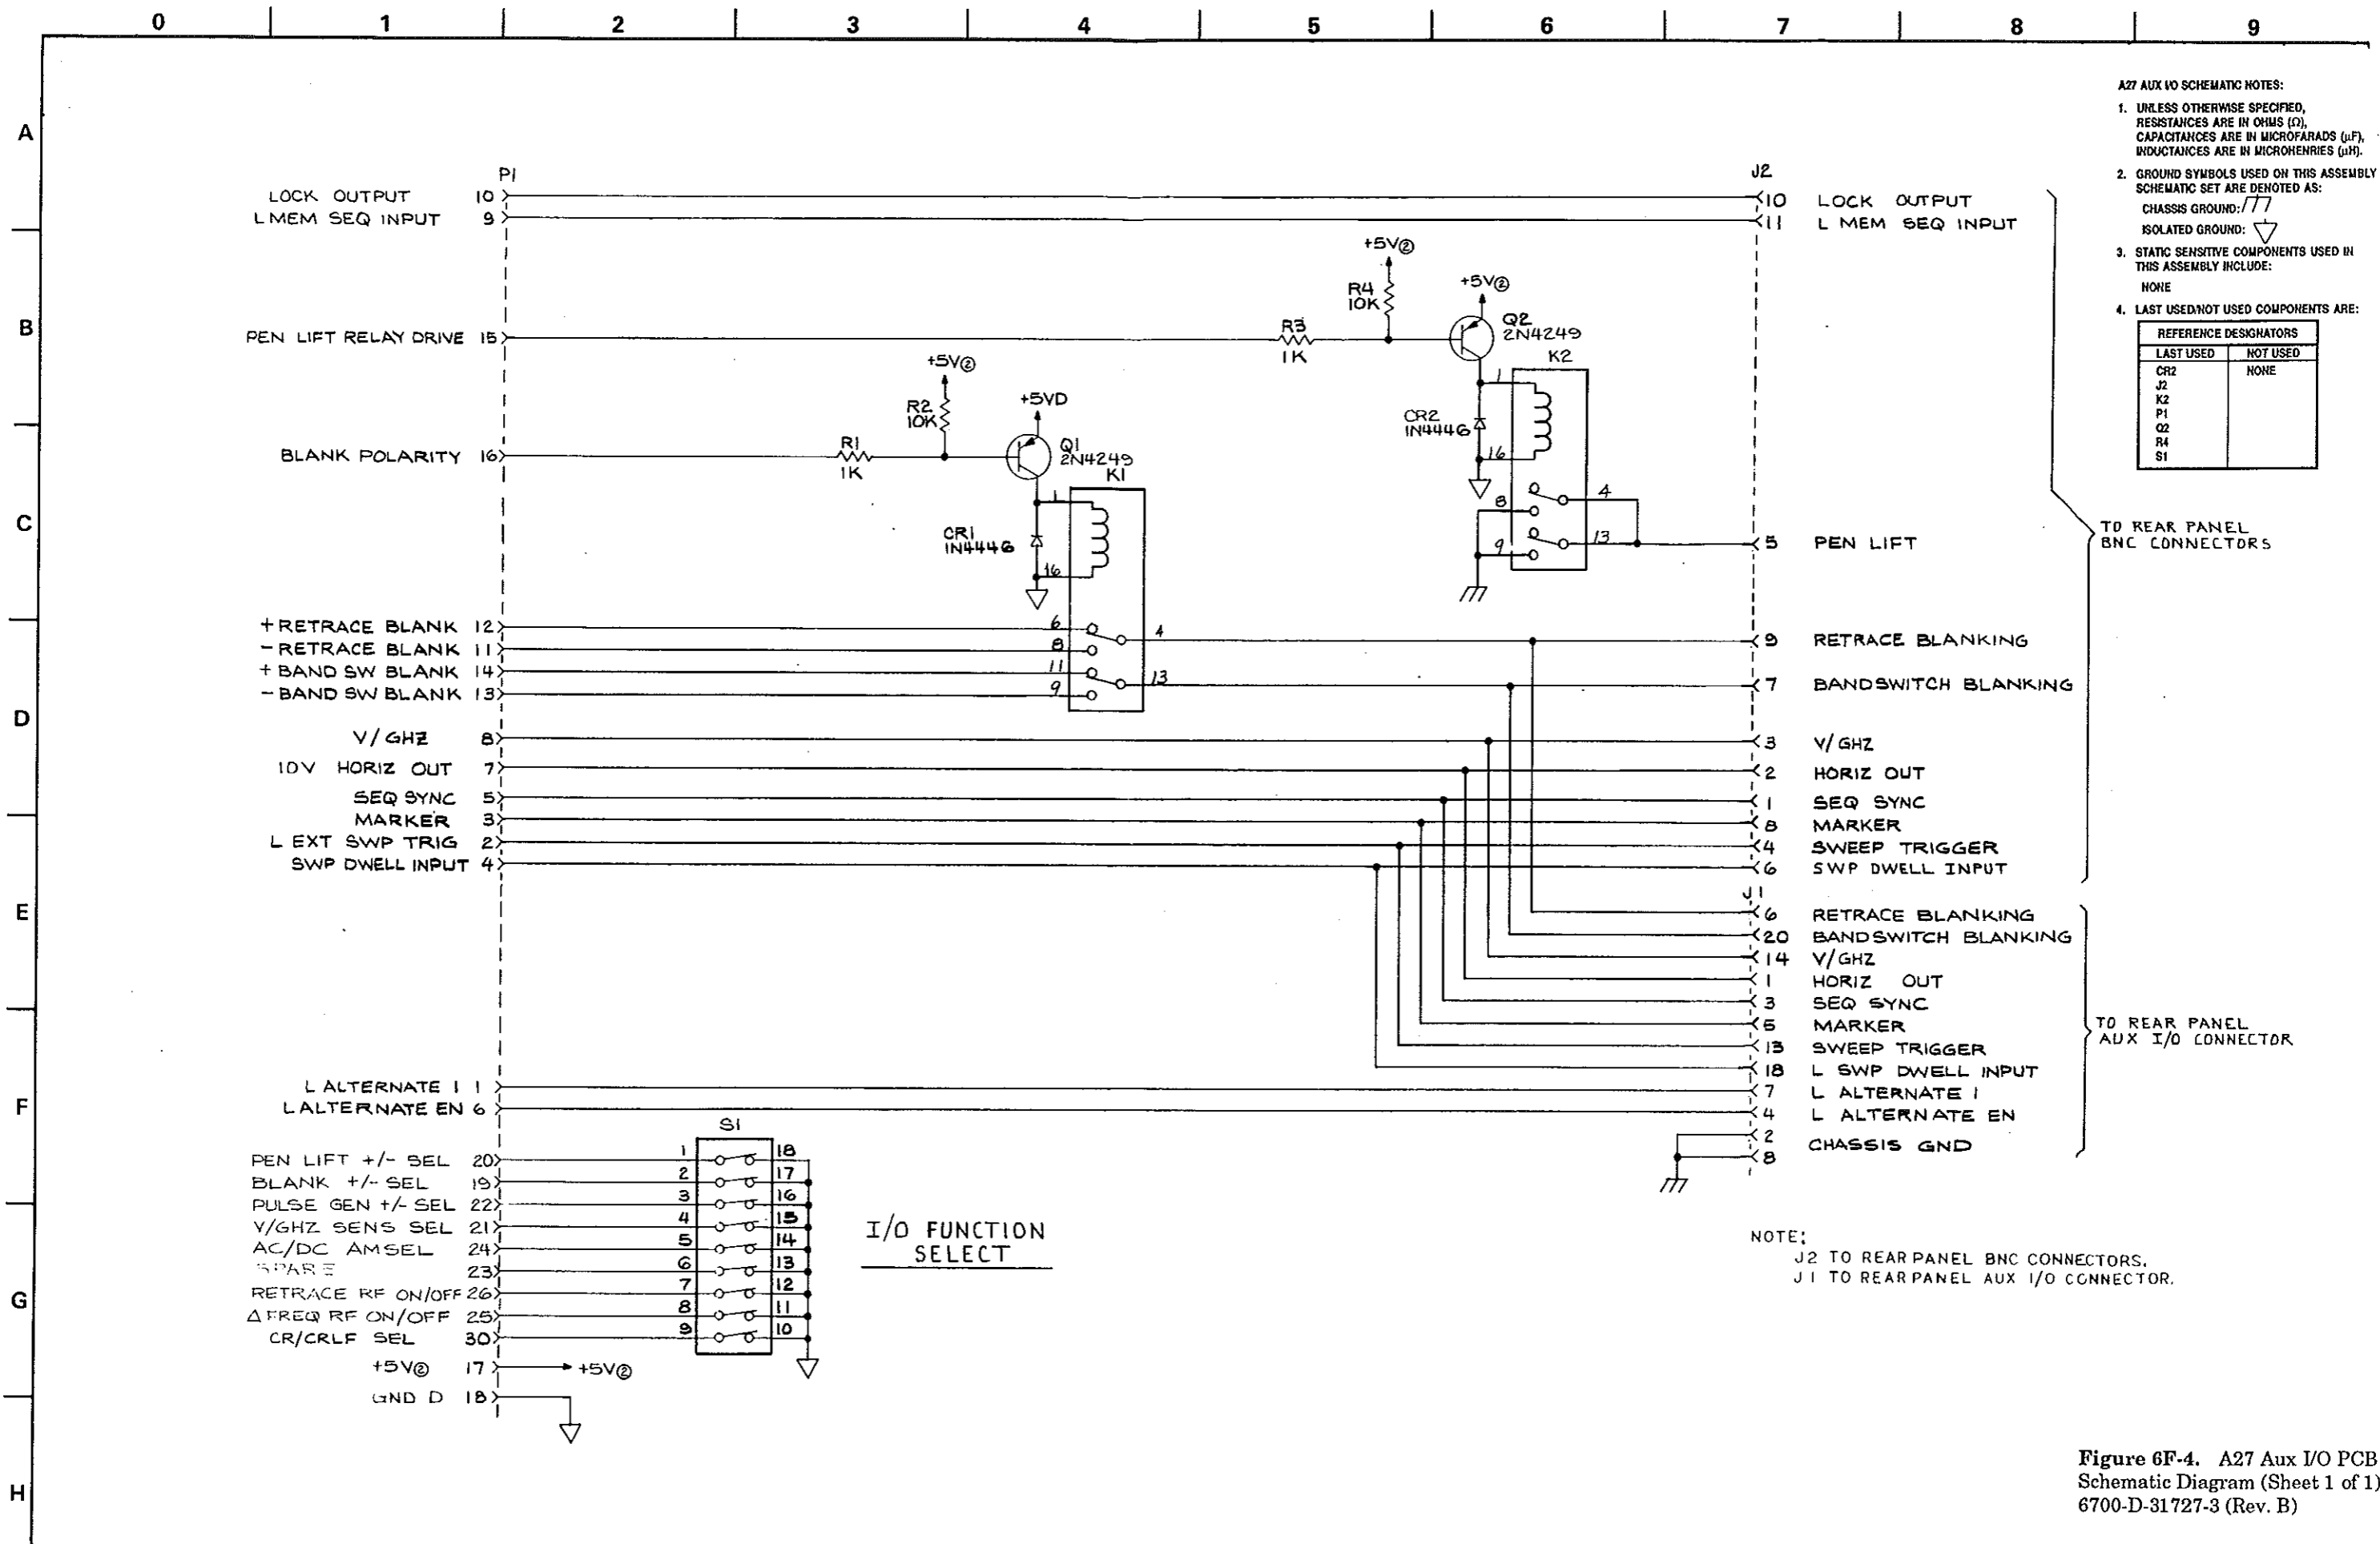 0 1 2 3 4 5 6 7 8 9
A
B
C
D
E
F
G
H
A27 AUX I/O SCHEMATIC NOTES:
1. UNLESS OTHERWISE SPECIFIED,
RESISTANCES ARE IN OHMS (Ω),
CAPACITANCES ARE IN MICROFARADS (µF),
INDUCTANCES ARE IN MICROHENRIES (µH).
2. GROUND SYMBOLS USED ON THIS ASSEMBLY
SCHEMATIC SET ARE DENOTED AS:
CHASSIS GROUND:
ISOLATED GROUND:
3. STATIC SENSITIVE COMPONENTS USED IN
THIS ASSEMBLY INCLUDE:
NONE
4. LAST USED/NOT USED COMPONENTS ARE:
REFERENCE DESIGNATORS
LAST USED NOT USED
CR2 NONE
J2
K2
P1
Q2
R4
S1
P1
LOCK OUTPUT 10
L MEM SEQ INPUT 9
PEN LIFT RELAY DRIVE 15
BLANK POLARITY 16
+RETRACE BLANK 12
-RETRACE BLANK 11
+BAND SW BLANK 14
-BAND SW BLANK 13
V/GHZ 8
10V HORIZ OUT 7
SEQ SYNC 5
MARKER 3
L EXT SWP TRIG 2
SWP DWELL INPUT 4
L ALTERNATE 1 1
L ALTERNATE EN 6
PEN LIFT +/- SEL 20
BLANK +/- SEL 19
PULSE GEN +/- SEL 22
V/GHZ SENS SEL 21
AC/DC AM SEL 24
SPARE 23
RETRACE RF ON/OFF 26
Δ FREQ RF ON/OFF 25
CR/CRLF SEL 30
+5V② 17 +5V②
GND D 18
+5V②
R2
10K
+5VD
R1
1K
Q1
2N4249
K1
CR1
1N4446
1
16
6
8
4
11
9
13
+5V②
R4
10K
+5V②
R3
1K
Q2
2N4249
K2
CR2
1N4446
1
16
8
4
9
13
S1
1 18
2 17
3 16
4 15
5 14
6 13
7 12
8 11
9 10
I/O FUNCTION
SELECT
J2
10 LOCK OUTPUT
11 L MEM SEQ INPUT
5 PEN LIFT
9 RETRACE BLANKING
7 BANDSWITCH BLANKING
3 V/GHZ
2 HORIZ OUT
1 SEQ SYNC
8 MARKER
4 SWEEP TRIGGER
6 SWP DWELL INPUT
J1
6 RETRACE BLANKING
20 BANDSWITCH BLANKING
14 V/GHZ
1 HORIZ OUT
3 SEQ SYNC
5 MARKER
13 SWEEP TRIGGER
18 L SWP DWELL INPUT
7 L ALTERNATE 1
4 L ALTERNATE EN
2
CHASSIS GND
8
TO REAR PANEL
BNC CONNECTORS
TO REAR PANEL
AUX I/O CONNECTOR
NOTE:
J2 TO REAR PANEL BNC CONNECTORS.
J1 TO REAR PANEL AUX I/O CONNECTOR.
Figure 6F-4. A27 Aux I/O PCB
Schematic Diagram (Sheet 1 of 1)
6700-D-31727-3 (Rev. B)